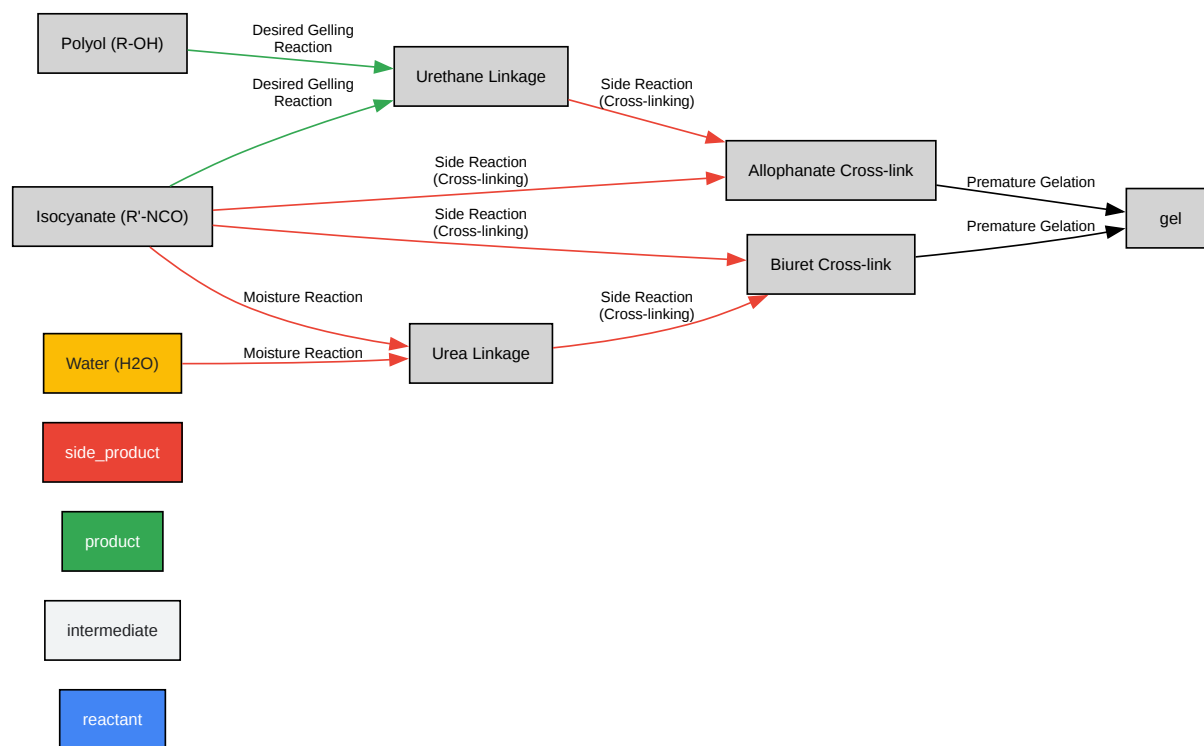 Polyol (R-OH)
Desired Gelling
Reaction
Urethane Linkage
Desired Gelling
Reaction
Side Reaction
(Cross-linking)
Allophanate Cross-link
Side Reaction
(Cross-linking)
Premature Gelation
Isocyanate (R'-NCO)
gel
Side Reaction
(Cross-linking)
Premature Gelation
Biuret Cross-link
Moisture Reaction
Side Reaction
(Cross-linking)
Water (H2O)
Moisture Reaction
Urea Linkage
side_product
product
intermediate
reactant